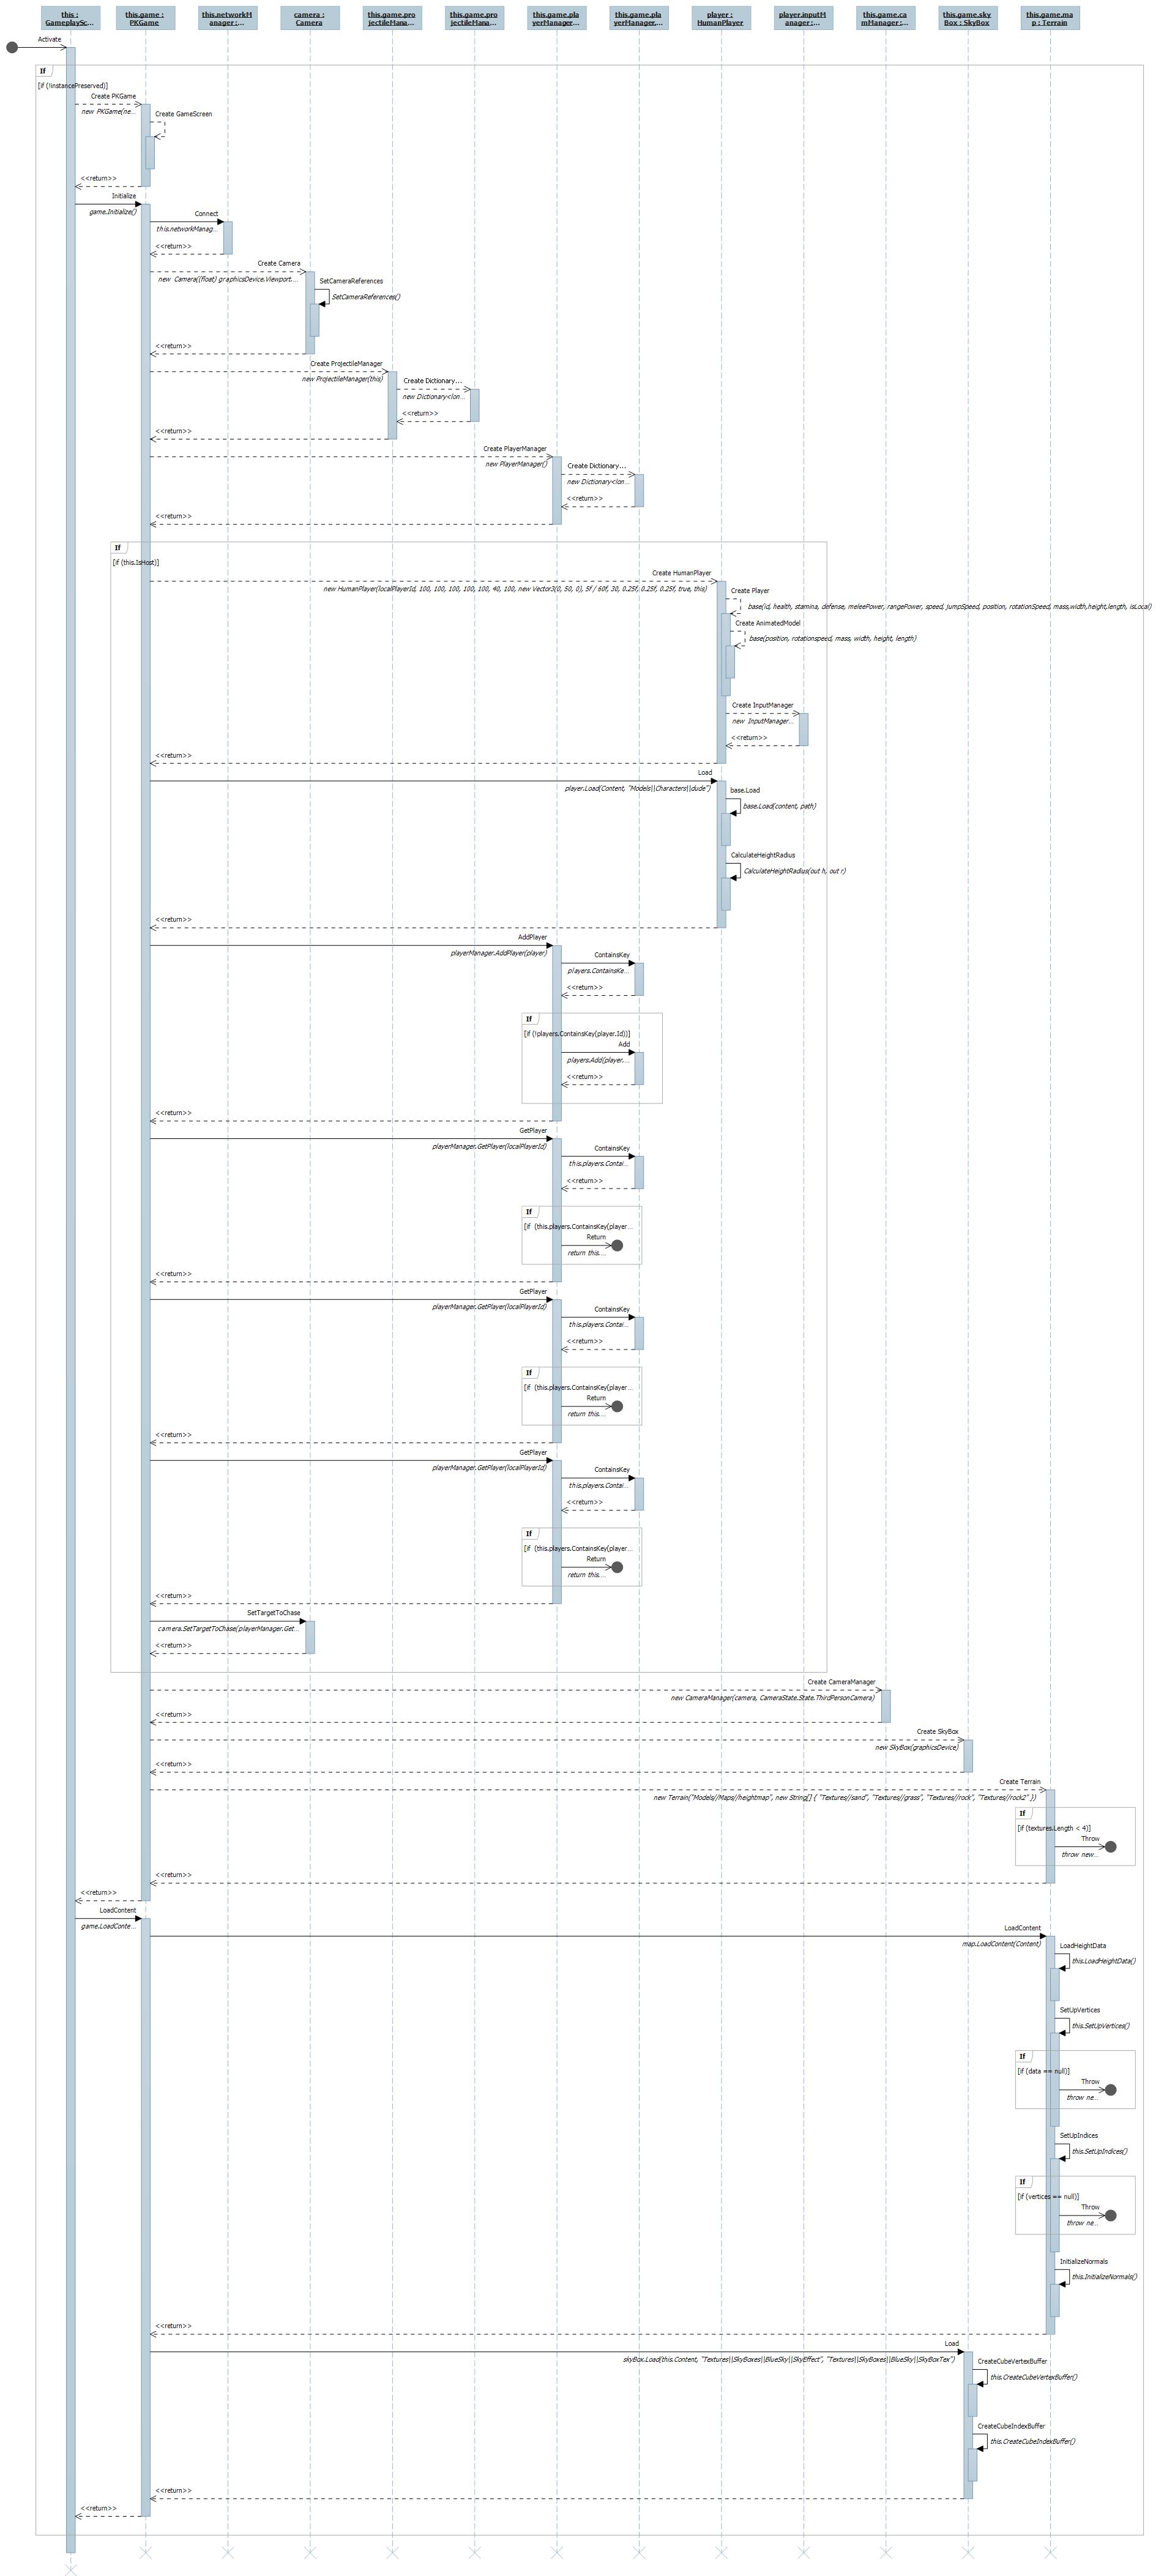 this :
GameplaySc...
this.game :
PKGame
this.networkM
anager :...
camera :
Camera
this.game.pro
jectileMana...
this.game.pro
jectileMana...
this.game.pla
yerManager...
this.game.pla
yerManager....
player :
HumanPlayer
player.inputM
anager :...
this.game.ca
mManager :...
this.game.sky
Box : SkyBox
this.game.ma
p : Terrain
Activate
If
[if (!instancePreserved)]
Create PKGame
new PKGame(ne...
Create GameScreen
<<return>>
Initialize
game.Initialize()
Connect
this.networkManag...
<<return>>
Create Camera
new Camera((float) graphicsDevice.Viewport....
SetCameraReferences
SetCameraReferences()
<<return>>
Create ProjectileManager
new ProjectileManager(this)
Create Dictionary...
new Dictionary<lon...
<<return>>
<<return>>
Create PlayerManager
new PlayerManager()
Create Dictionary...
new Dictionary<lon...
<<return>>
<<return>>
If
[if (this.IsHost)]
Create HumanPlayer
new HumanPlayer(localPlayerId, 100, 100, 100, 100, 100, 40, 100, new Vector3(0, 50, 0), 5f / 60f, 30, 0.25f, 0.25f, 0.25f, true, this)
Create Player
base(id, health, stamina, defense, meleePower, rangePower, speed, jumpSpeed, position, rotationSpeed, mass,width,height,length, isLocal)
Create AnimatedModel
base(position, rotationspeed, mass, width, height, length)
Create InputManager
new InputManager...
<<return>>
<<return>>
Load
player.Load(Content, "Models||Characters||dude")
base.Load
base.Load(content, path)
CalculateHeightRadius
CalculateHeightRadius(out h, out r)
<<return>>
AddPlayer
playerManager.AddPlayer(player)
ContainsKey
players.ContainsKe...
<<return>>
If
[if (!players.ContainsKey(player.Id))]
Add
players.Add(player....
<<return>>
<<return>>
GetPlayer
playerManager.GetPlayer(localPlayerId)
ContainsKey
this.players.Contai...
<<return>>
If
[if (this.players.ContainsKey(player...
Return
return this....
<<return>>
GetPlayer
playerManager.GetPlayer(localPlayerId)
ContainsKey
this.players.Contai...
<<return>>
If
[if (this.players.ContainsKey(player...
Return
return this....
<<return>>
GetPlayer
playerManager.GetPlayer(localPlayerId)
ContainsKey
this.players.Contai...
<<return>>
If
[if (this.players.ContainsKey(player...
Return
return this....
<<return>>
SetTargetToChase
camera.SetTargetToChase(playerManager.Get...
<<return>>
Create CameraManager
new CameraManager(camera, CameraState.State.ThirdPersonCamera)
<<return>>
Create SkyBox
new SkyBox(graphicsDevice)
<<return>>
Create Terrain
new Terrain("Models//Maps//heightmap", new String[] { "Textures//sand", "Textures//grass", "Textures//rock", "Textures//rock2" })
If
[if (textures.Length < 4)]
Throw
throw new...
<<return>>
<<return>>
LoadContent
game.LoadConte...
LoadContent
map.LoadContent(Content)
LoadHeightData
this.LoadHeightData()
SetUpVertices
this.SetUpVertices()
If
[if (data == null)]
Throw
throw ne...
SetUpIndices
this.SetUpIndices()
If
[if (vertices == null)]
Throw
throw ne...
InitializeNormals
this.InitializeNormals()
<<return>>
Load
skyBox.Load(this.Content, "Textures||SkyBoxes||BlueSky||SkyEffect", "Textures||SkyBoxes||BlueSky||SkyBoxTex")
CreateCubeVertexBuffer
this.CreateCubeVertexBuffer()
CreateCubeIndexBuffer
this.CreateCubeIndexBuffer()
<<return>>
<<return>>